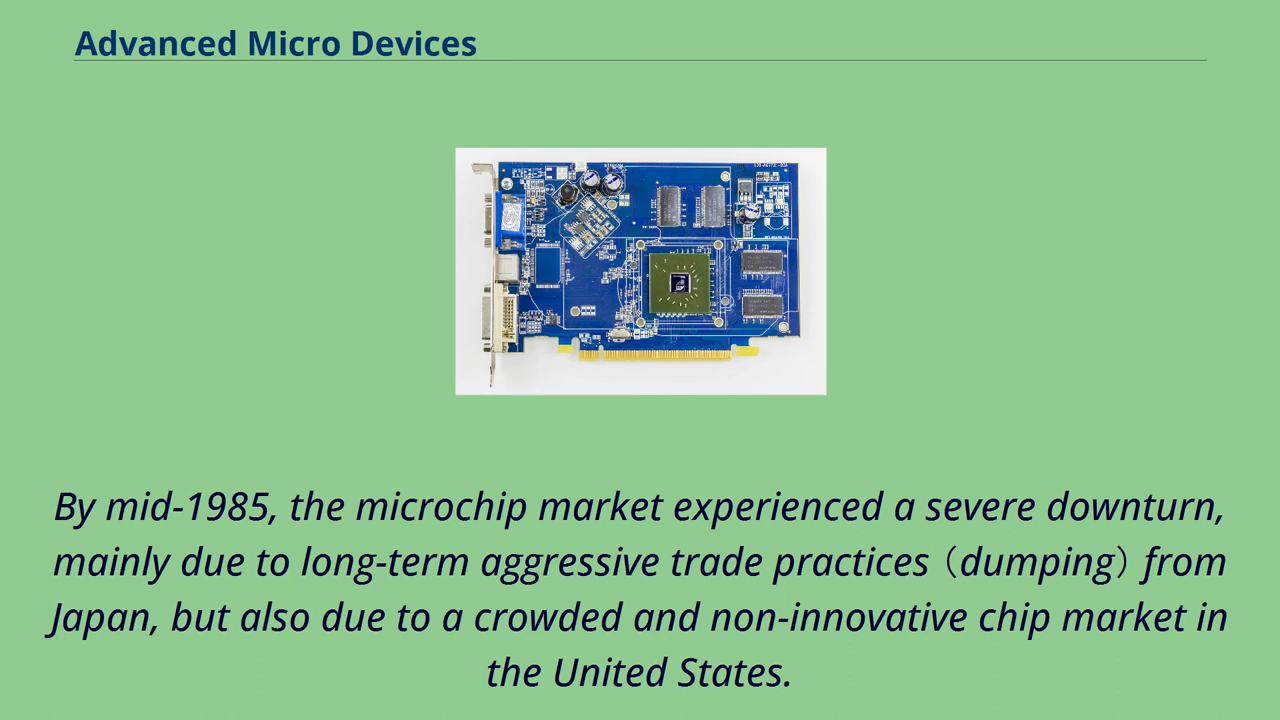 Advanced Micro Devices
By mid-1985, the microchip market experienced a severe downturn,
mainly due to long-term aggressive trade practices（dumping）from
Japan, but also due to a crowded and non-innovative chip market in
the United States.